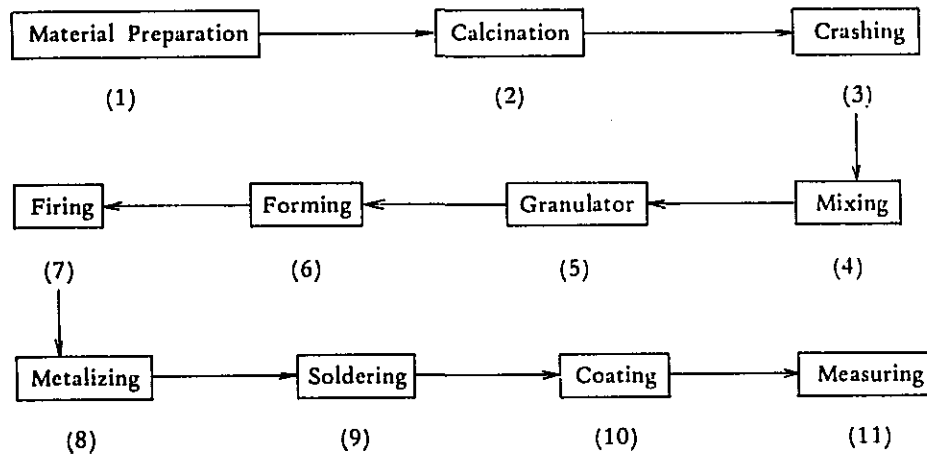 Material Preparation
Calcination
Crashing
(1)
(2)
(3)
Firing
Forming
Granulator
Mixing
(7)
(6)
(5)
(4)
Metalizing
Soldering
Coating
Measuring
(8)
(9)
(10)
(11)